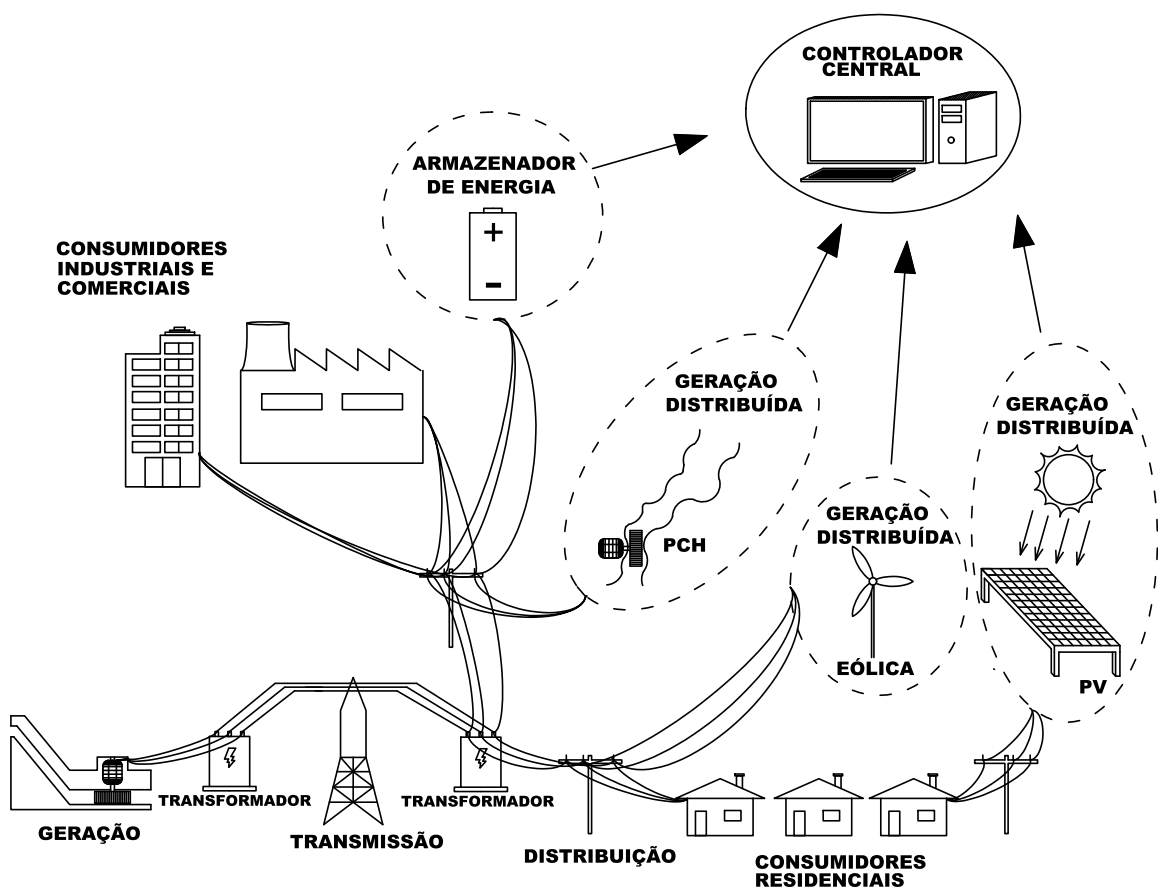 CONTROLADOR
CENTRAL
ARMAZENADOR
DE ENERGIA
+
-
CONSUMIDORES
INDUSTRIAIS E
COMERCIAIS
GERAÇÃO
DISTRIBUÍDA
PCH
GERAÇÃO
DISTRIBUÍDA
EÓLICA
GERAÇÃO
DISTRIBUÍDA
PV
GERAÇÃO
TRANSFORMADOR
TRANSMISSÃO
TRANSFORMADOR
DISTRIBUIÇÃO
CONSUMIDORES
RESIDENCIAIS